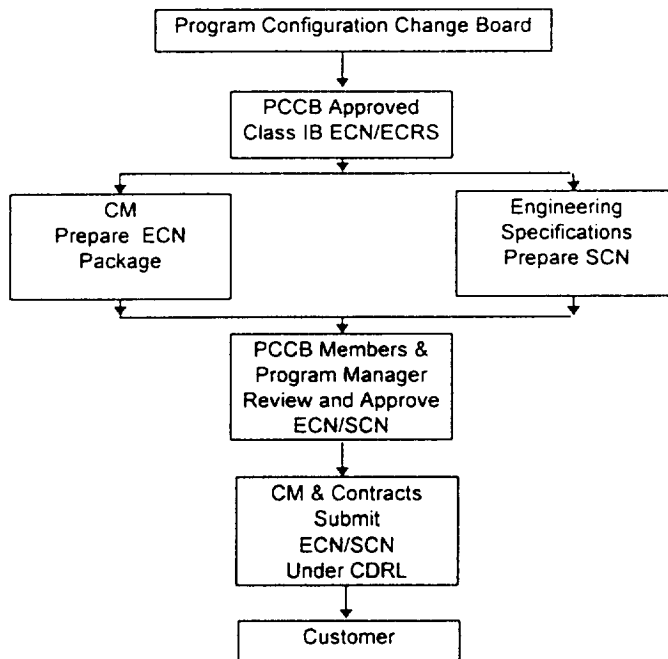 Program Configuration Change Board
PCCB Approved
Class IB ECN/ECRS
CM
Prepare ECN
Package
Engineering
Specifications
Prepare SCN
PCCB Members &
Program Manager
Review and Approve
ECN/SCN
CM & Contracts
Submit
ECN/SCN
Under CDRL
Customer